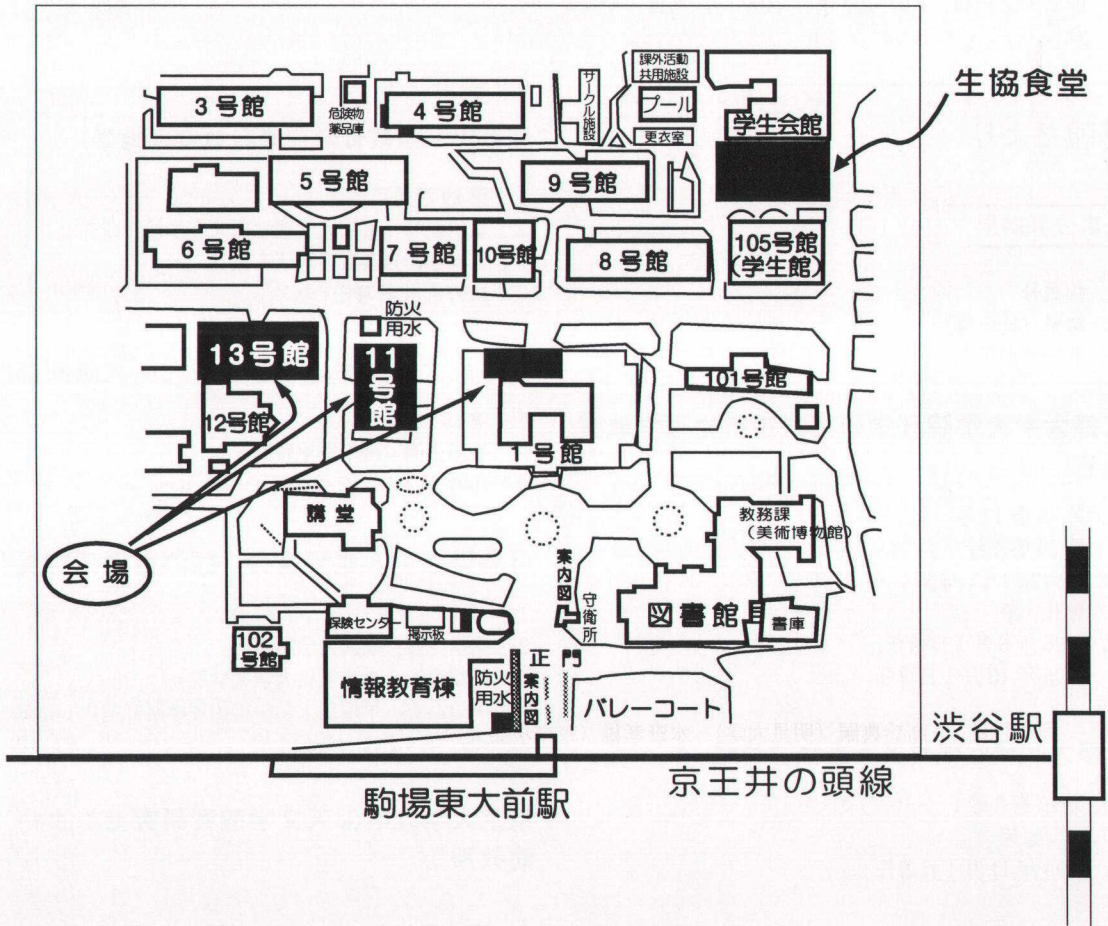 課外活動
共用施設
サークル施設
プール
更衣室
学生会館
生協食堂
3号館
危険物
薬品庫
4号館
5号館
9号館
6号館
7号館
10号館
8号館
105号館
(学生館)
防火
用水
13号館
11号館
12号館
1号館
101号館
講堂
会場
教務課
(美術博物館)
案内図
守衛所
図書館
書庫
保険センター
掲示板
102
号館
情報教育棟
防火
用水
正門
案内図
バレーコート
渋谷駅
京王井の頭線
駒場東大前駅